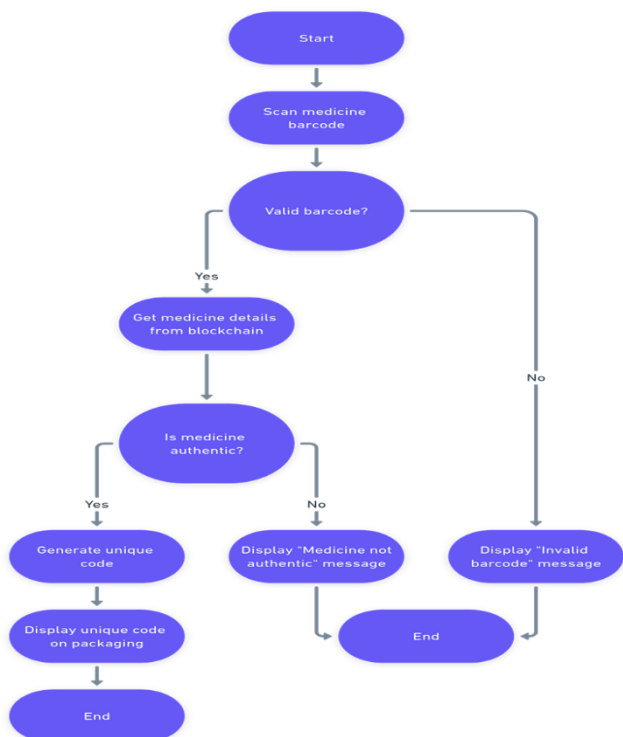 Start
Scan medicine
barcode
Valid barcode?
Yes
Get medicine details
from blockchain
No
Is medicine
authentic?
Yes
No
Generate unique
code
Display "Medicine not
authentic" message
Display "Invalid
barcode" message
Display unique code
on packaging
End
End